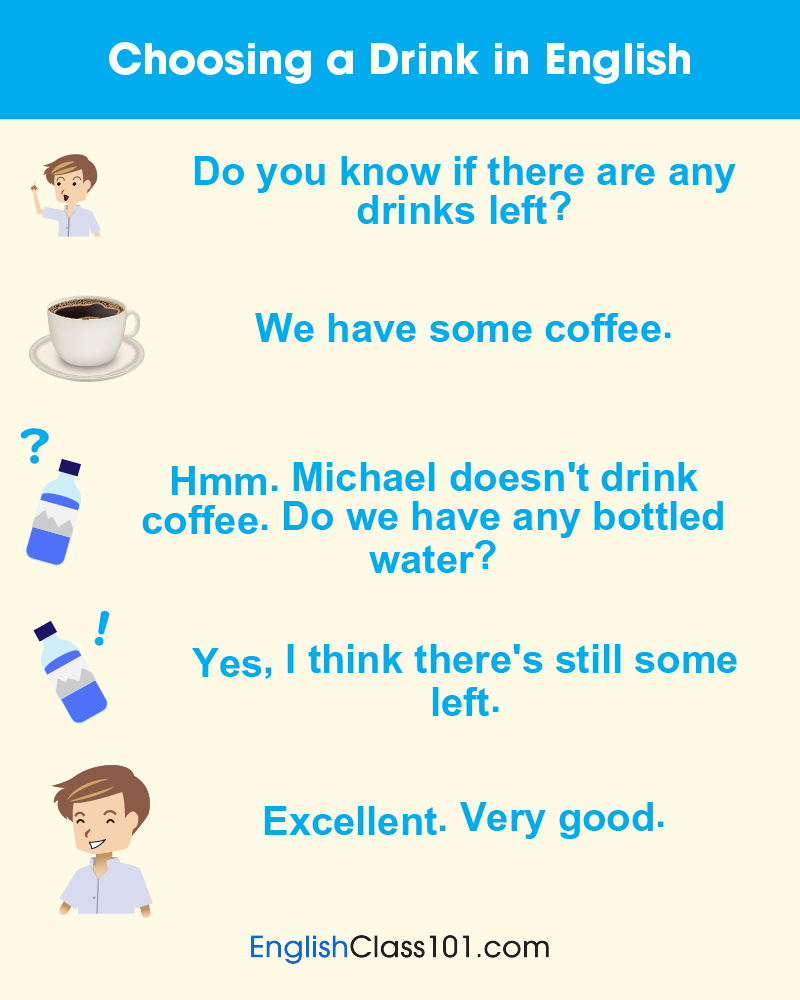 Choosing a Drink in English
Do you know if there are any
drinks left?
We have some coffee.
?
Hmm. Michael doesn't drink
coffee. Do we have any bottled
water?
!
Yes, I think there's still some
left.
Excellent. Very good.
EnglishClass101.com